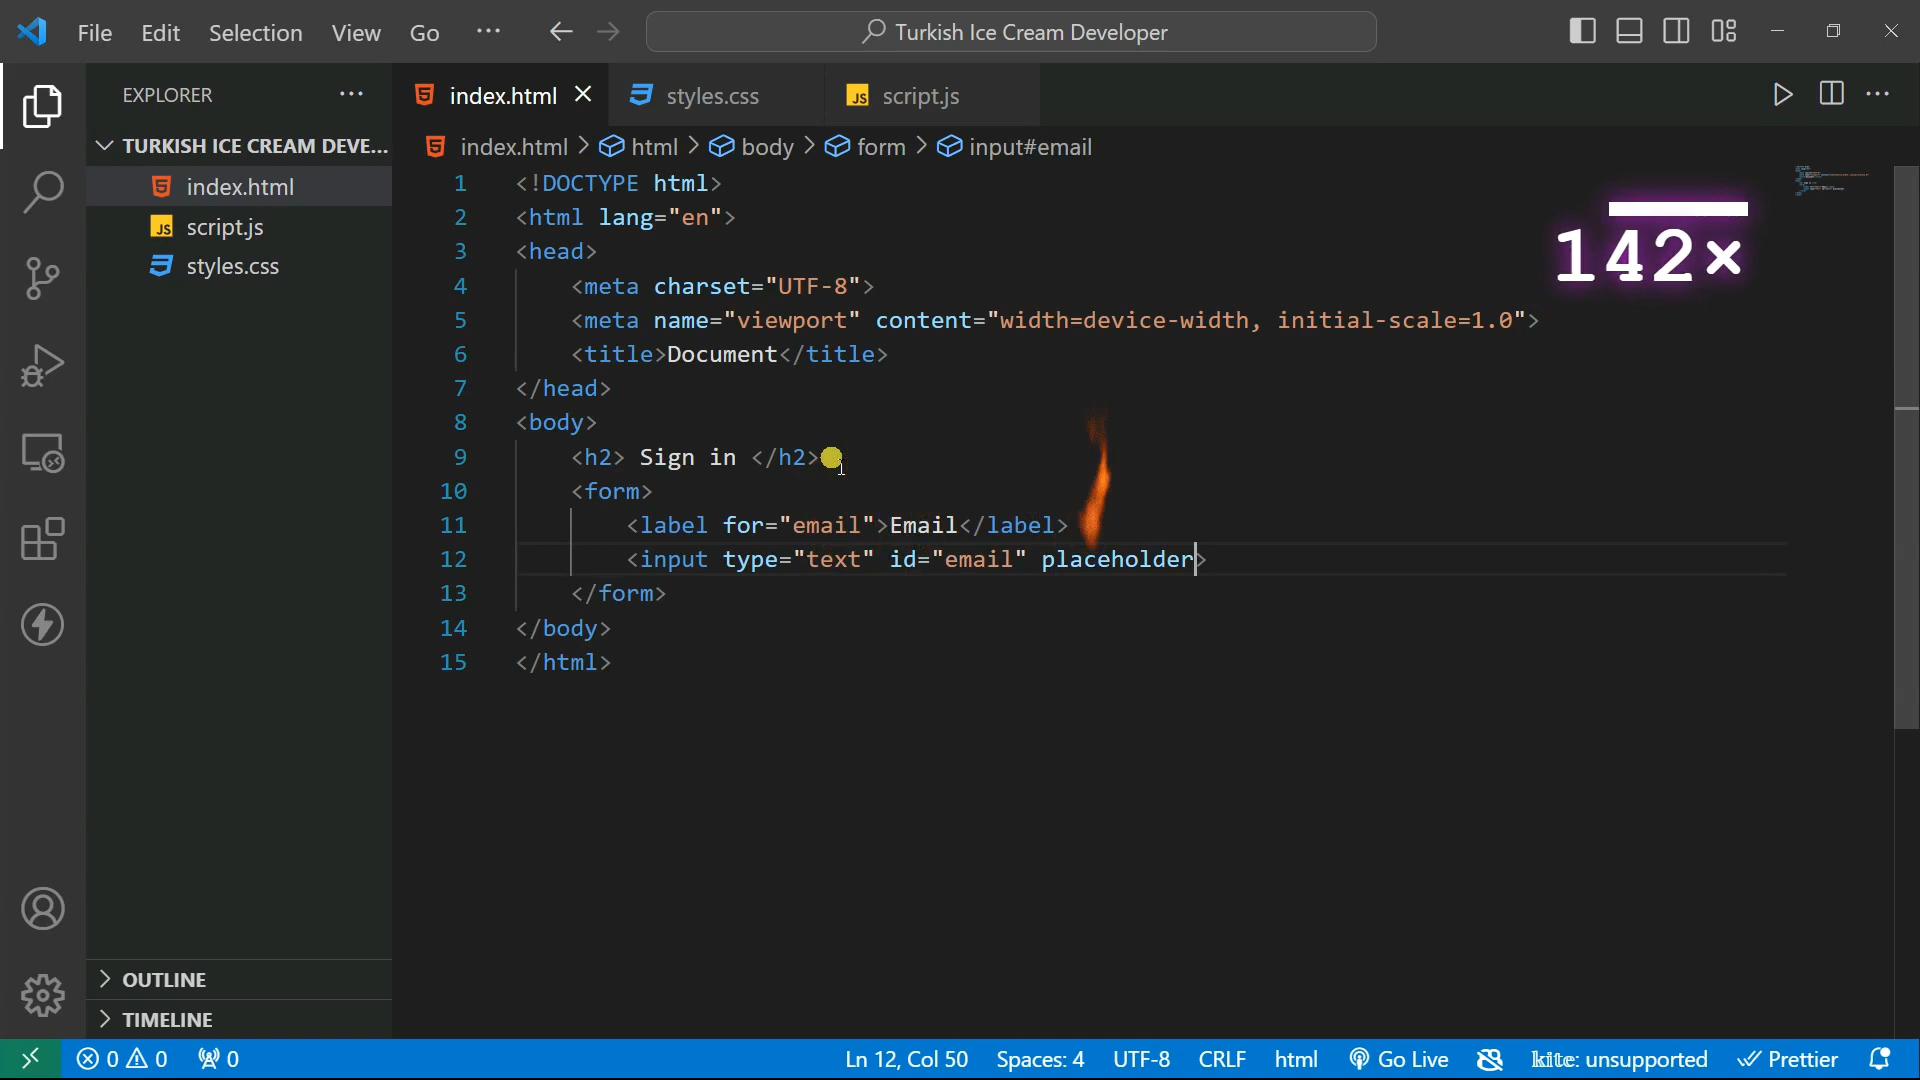 File Edit Selection View Go ··· Turkish Ice Cream Developer
EXPLORER ···
TURKISH ICE CREAM DEVE...
index.html
script.js
styles.css
OUTLINE
TIMELINE
index.html styles.css script.js
index.html > html > body > form > input#email
1 <!DOCTYPE html>
2 <html lang="en">
3 <head>
4 <meta charset="UTF-8">
5 <meta name="viewport" content="width=device-width, initial-scale=1.0">
6 <title>Document</title>
7 </head>
8 <body>
9 <h2> Sign in </h2>
10 <form>
11 <label for="email">Email</label>
12 <input type="text" id="email" placeholder>
13 </form>
14 </body>
15 </html>
142×
0 0 0 Ln 12, Col 50 Spaces: 4 UTF-8 CRLF html Go Live kite: unsupported Prettier